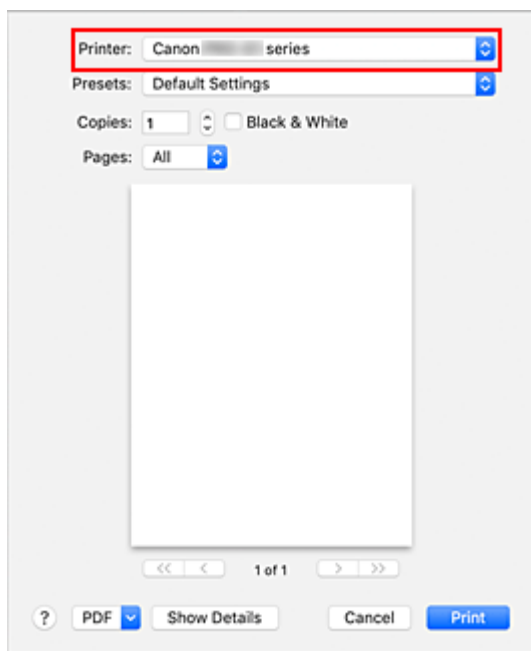 Printer: Canon series
Presets: Default Settings
Copies: 1 Black & White
Pages: All
<< < 1 of 1 > >>
? PDF Show Details Cancel Print